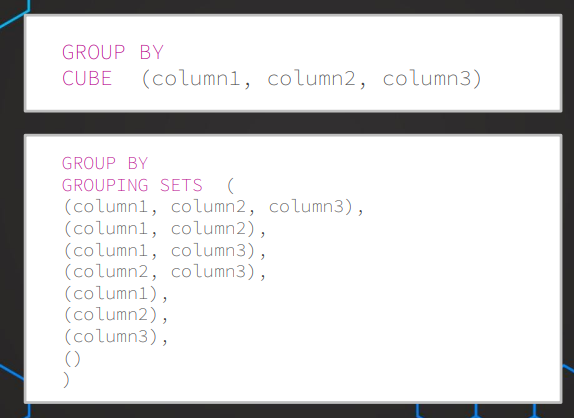 GROUP BY
CUBE (column1, column2, column3)
GROUP BY
GROUPING SETS (
(column1, column2, column3),
(column1, column2),
(column1, column3),
(column2, column3),
(column1),
(column2),
(column3),
()
)